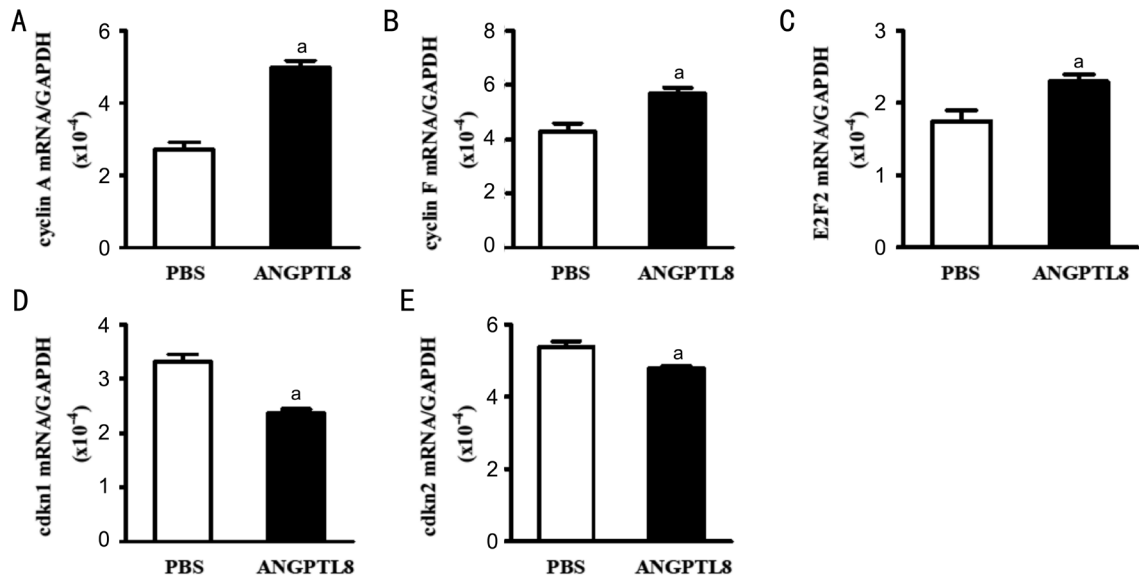 A
cyclin A mRNA/GAPDH
(x10⁻⁴)
6
4
2
0
a
PBS ANGPTL8
B
cyclin F mRNA/GAPDH
(x10⁻⁴)
8
6
4
2
0
a
PBS ANGPTL8
C
E2F2 mRNA/GAPDH
(x10⁻⁴)
3
2
1
0
a
PBS ANGPTL8
D
cdkn1 mRNA/GAPDH
(x10⁻⁴)
4
3
2
1
0
a
PBS ANGPTL8
E
cdkn2 mRNA/GAPDH
(x10⁻⁴)
6
4
2
0
a
PBS ANGPTL8